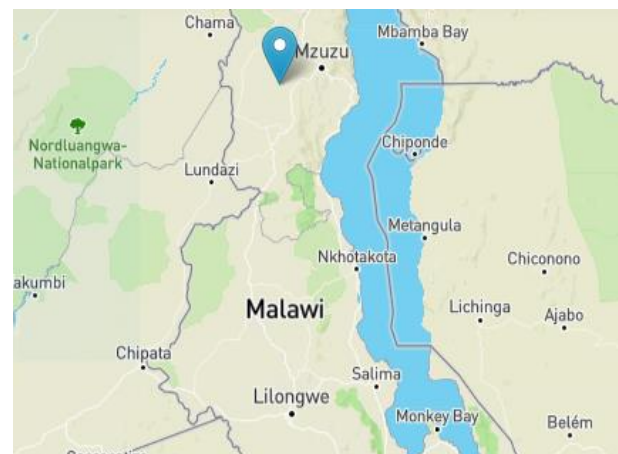 Chama
Mbamba Bay
Mzuzu
Nordluangwa-
Nationalpark
Chiponde
Lundazi
Metangula
Nkhotakota
Chiconono
akumbi
Malawi
Lichinga
Ajabo
Chipata
Salima
Lilongwe
Monkey Bay
Belém